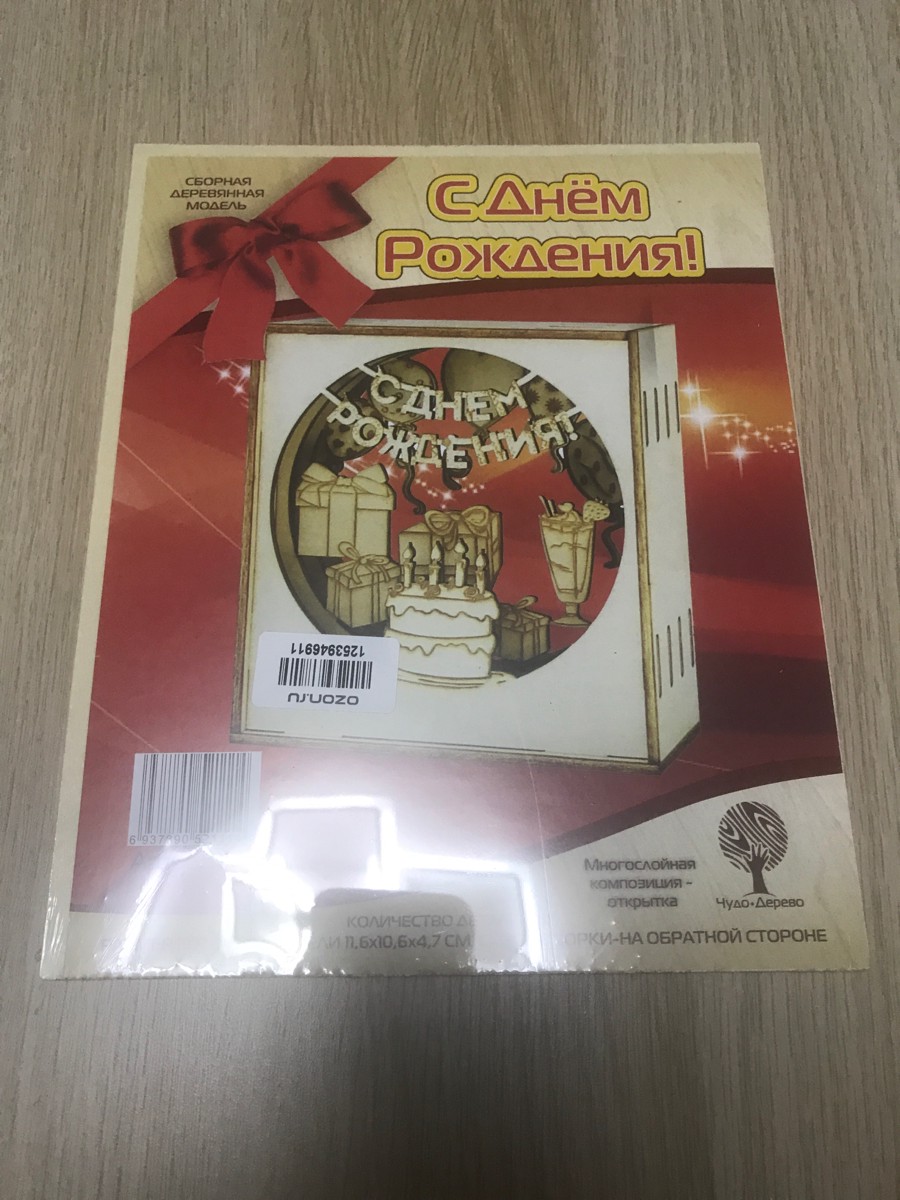 СБОРНАЯ
ДЕРЕВЯННАЯ
МОДЕЛЬ
С Днём
Рождения!
С ДНЕМ
РОЖДЕНИЯ!
1253946911
ozon.ru
Многослойная
композиция -
открытка
Чудо•Дерево
КОЛИЧЕСТВО
11,6х10,6х4,7 СМ
НА ОБРАТНОЙ СТОРОНЕ